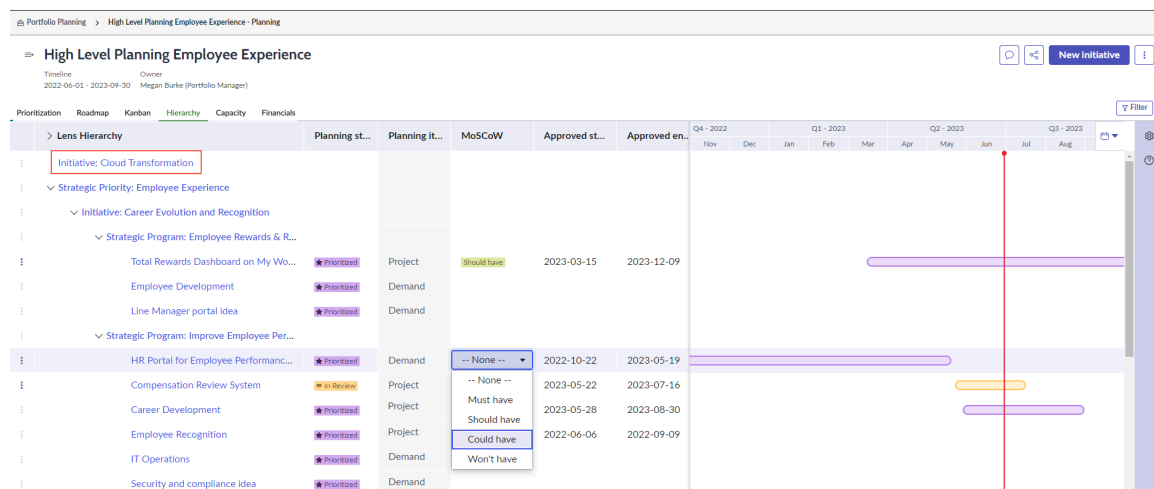 Portfolio Planning > High Level Planning Employee Experience - Planning
High Level Planning Employee Experience
New initiative
Timeline Owner
2022-06-01 - 2023-09-30 Megan Burke (Portfolio Manager)
Prioritization Roadmap Kanban Hierarchy Capacity Financials
Filter
Lens Hierarchy Planning st... Planning it... MoSCoW Approved st... Approved en...
Q4 - 2022 Q1 - 2023 Q2 - 2023 Q3 - 2023
Nov Dec Jan Feb Mar Apr May Jun Jul Aug
Initiative: Cloud Transformation
Strategic Priority: Employee Experience
Initiative: Career Evolution and Recognition
Strategic Program: Employee Rewards & R...
Total Rewards Dashboard on My Wo... Prioritized Project Should have 2023-03-15 2023-12-09
Employee Development Prioritized Demand
Line Manager portal idea Prioritized Demand
Strategic Program: Improve Employee Per...
HR Portal for Employee Performanc... Prioritized Demand -- None -- 2022-10-22 2023-05-19
Compensation Review System In Review Project -- None -- 2023-05-22 2023-07-16
Must have
Career Development Prioritized Project 2023-05-28 2023-08-30
Should have
Employee Recognition Prioritized Project Could have 2022-06-06 2022-09-09
IT Operations Prioritized Demand Won't have
Security and compliance idea Prioritized Demand